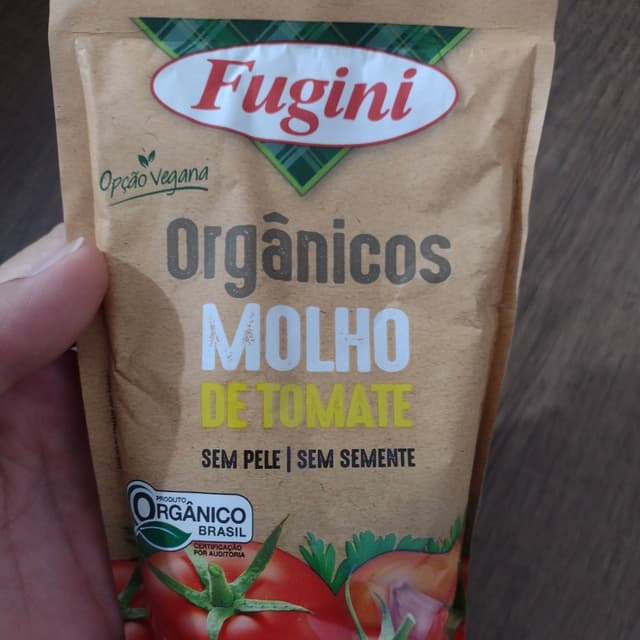 Fugini
Opção Vegana
Orgânicos
MOLHO
DE TOMATE
SEM PELE | SEM SEMENTE
PRODUTO
ORGÂNICO
BRASIL
CERTIFICAÇÃO
POR AUDITORIA